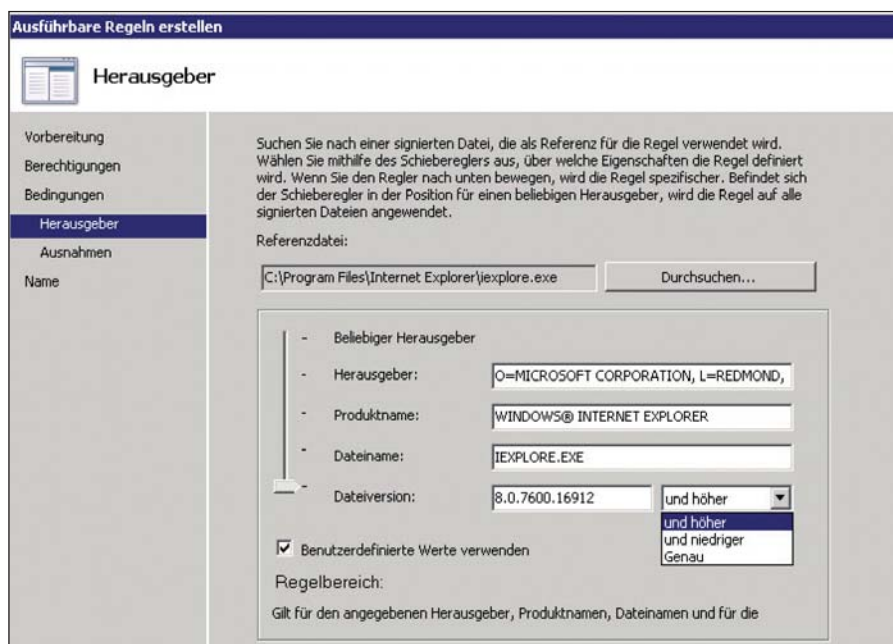 Ausführbare Regeln erstellen
Herausgeber
Vorbereitung
Berechtigungen
Bedingungen
Herausgeber
Ausnahmen
Name
Suchen Sie nach einer signierten Datei, die als Referenz für die Regel verwendet wird.
Wählen Sie mithilfe des Schiebereglers aus, über welche Eigenschaften die Regel definiert
wird. Wenn Sie den Regler nach unten bewegen, wird die Regel spezifischer. Befindet sich
der Schieberegler in der Position für einen beliebigen Herausgeber, wird die Regel auf alle
signierten Dateien angewendet.
Referenzdatei:
C:\Program Files\Internet Explorer\iexplore.exe Durchsuchen...
Beliebiger Herausgeber
Herausgeber: O=MICROSOFT CORPORATION, L=REDMOND,
Produktname: WINDOWS® INTERNET EXPLORER
Dateiname: IEXPLORE.EXE
Dateiversion: 8.0.7600.16912 und höher
und höher
und niedriger
Genau
Benutzerdefinierte Werte verwenden
Regelbereich:
Gilt für den angegebenen Herausgeber, Produktnamen, Dateinamen und für die